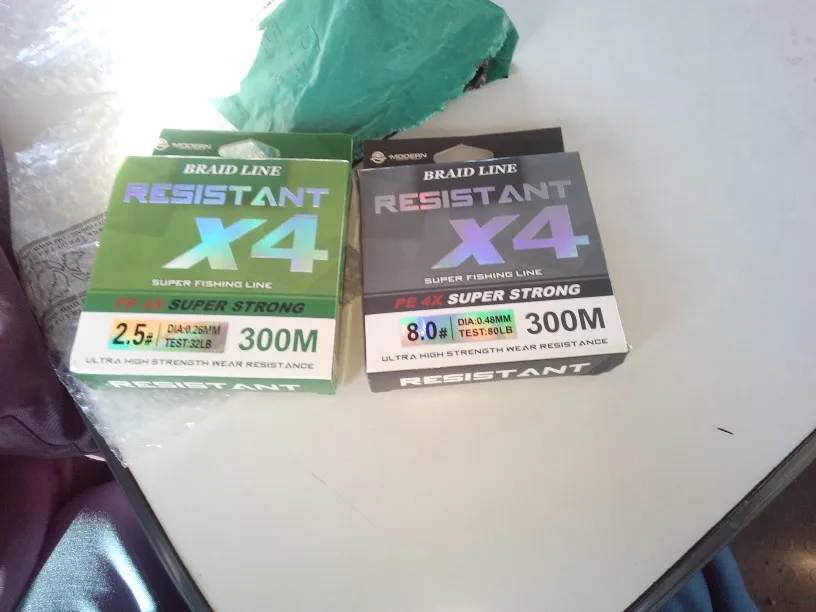 MODERN
BRAID LINE
RESISTANT
X4
SUPER FISHING LINE
PE 4X SUPER STRONG
2.5# DIA:0.26MM
TEST:32LB
300M
ULTRA HIGH STRENGTH WEAR RESISTANCE
RESISTANT
MODERN
BRAID LINE
RESISTANT
X4
SUPER FISHING LINE
PE 4X SUPER STRONG
8.0# DIA:0.48MM
TEST:80LB
300M
ULTRA HIGH STRENGTH WEAR RESISTANCE
RESISTANT